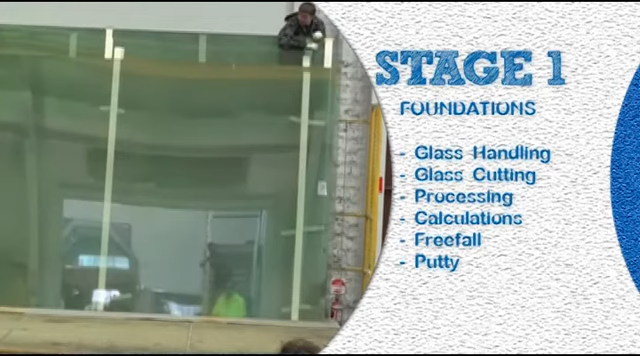 STAGE 1
FOUNDATIONS
- Glass Handling
- Glass Cutting
- Processing
- Calculations
- Freefall
- Putty